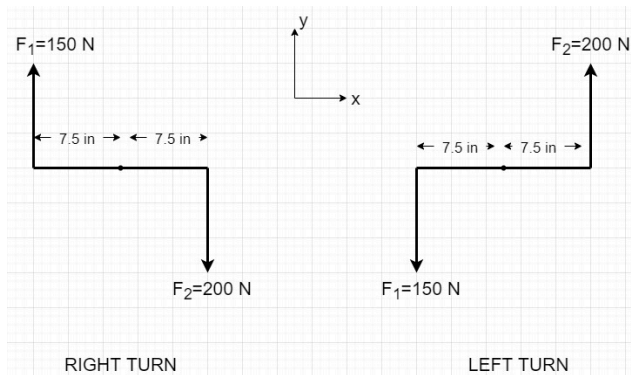 y
F₁=150 N
F₂=200 N
x
7.5 in
7.5 in
7.5 in
7.5 in
F₂=200 N
F₁=150 N
RIGHT TURN
LEFT TURN